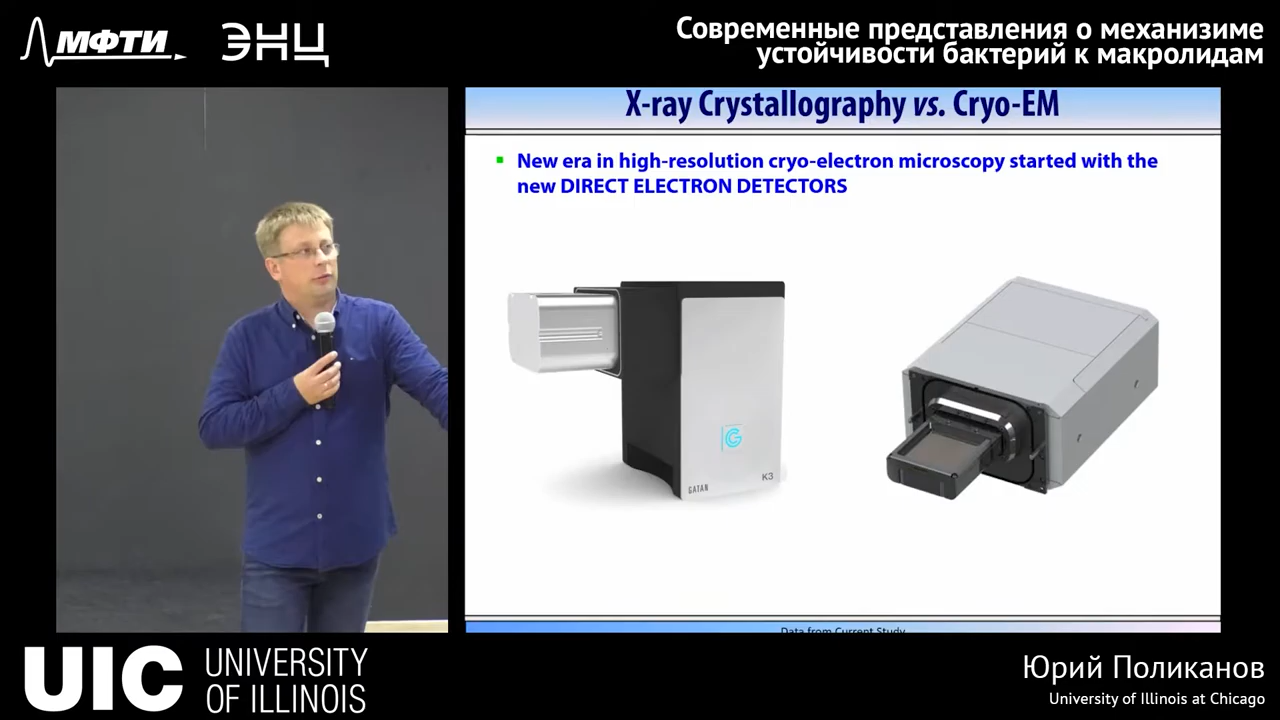 МФТИ
ЭНЦ
Современные представления о механизиме
устойчивости бактерий к макролидам
X-ray Crystallography vs. Cryo-EM
New era in high-resolution cryo-electron microscopy started with the
new DIRECT ELECTRON DETECTORS
GATAN
K3
Data from Current Study
UIC
UNIVERSITY
OF ILLINOIS
Юрий Поликанов
University of Illinois at Chicago